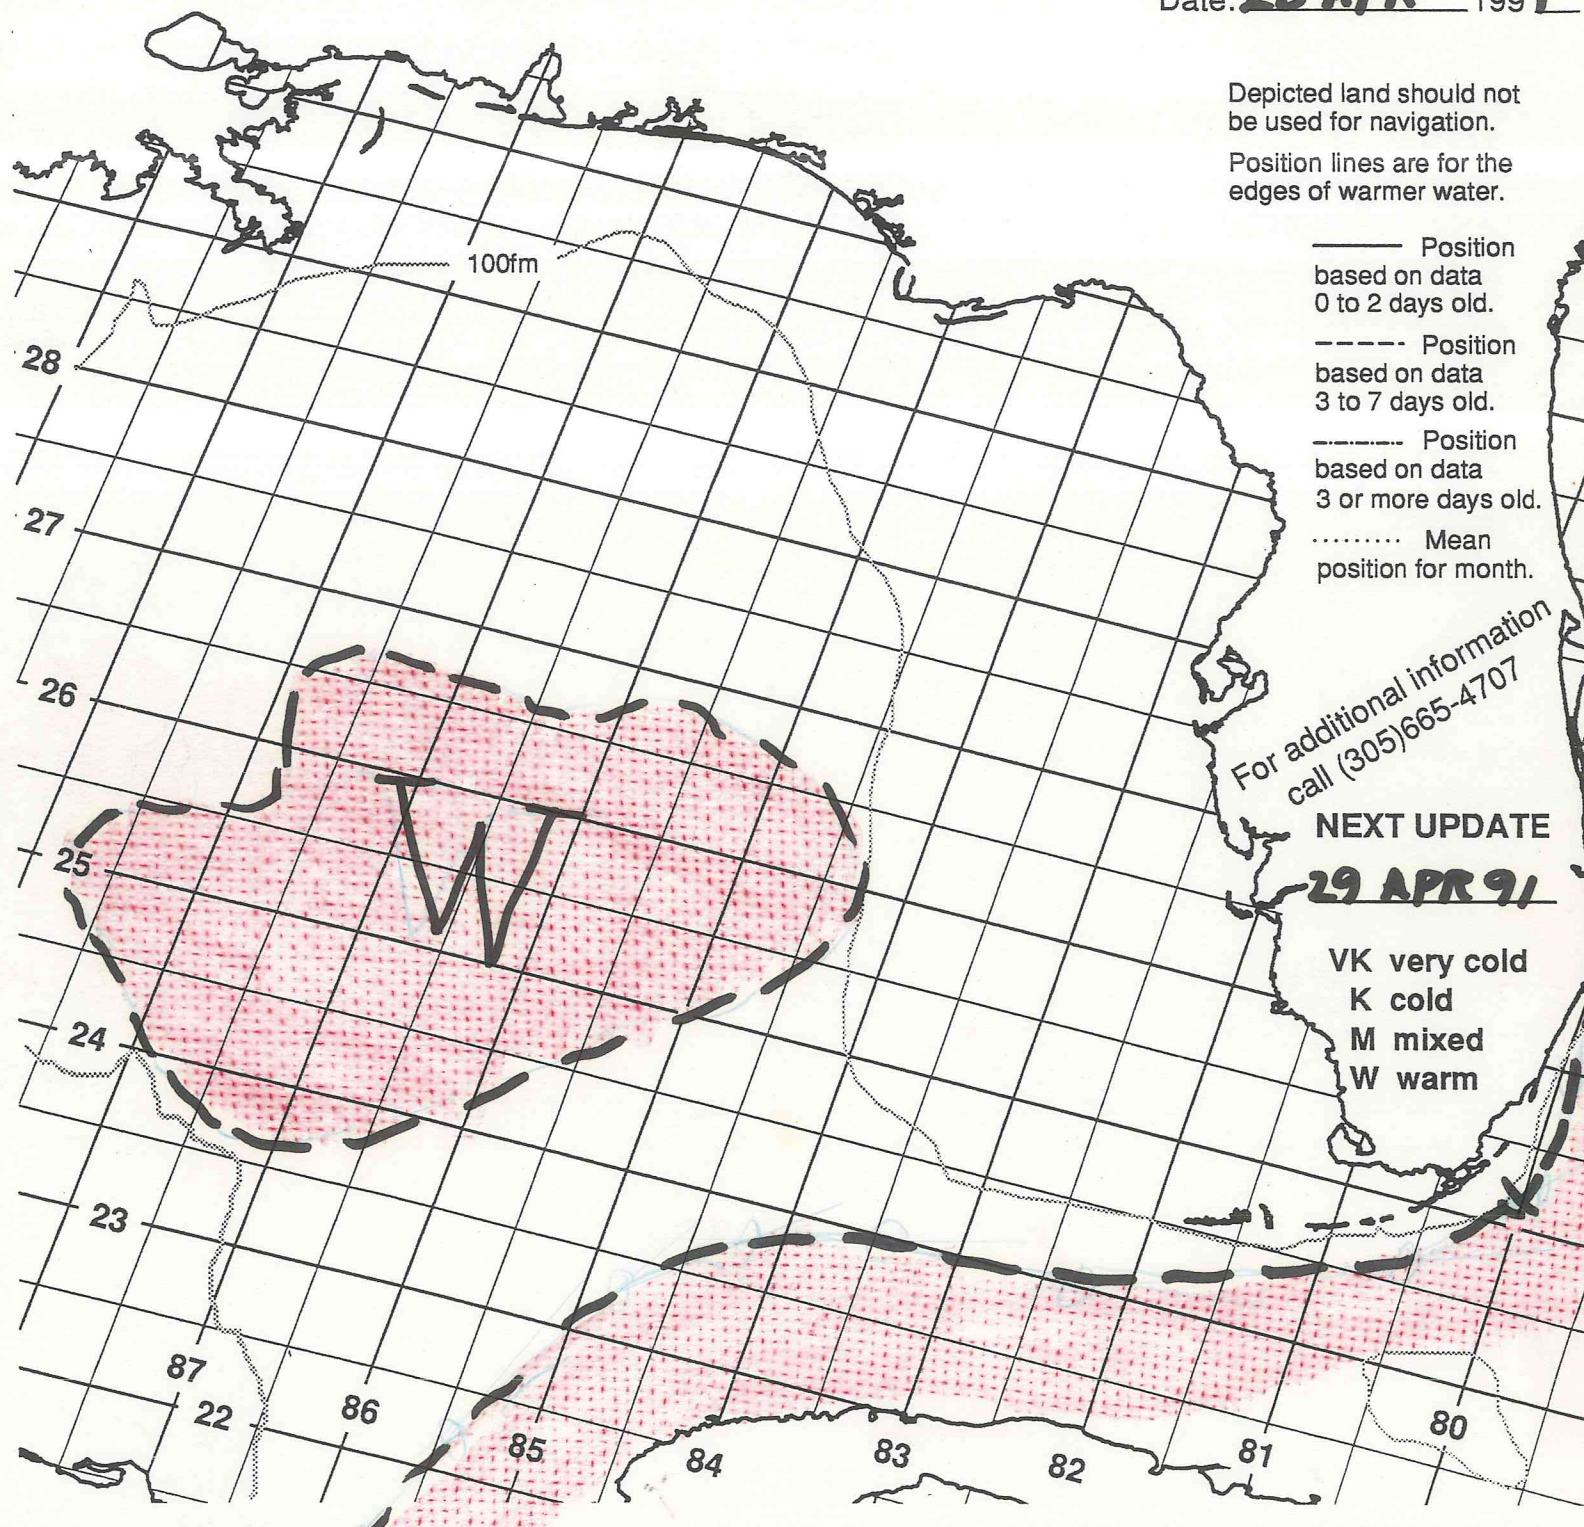 Date: APR 1991
Depicted land should not
be used for navigation.
Position lines are for the
edges of warmer water.
Position
based on data
0 to 2 days old.
Position
based on data
3 to 7 days old.
Position
based on data
3 or more days old.
Mean
position for month.
For additional information
call (305)665-4707
NEXT UPDATE
29 APR 91
VK very cold
K cold
M mixed
W warm
100fm
28
27
26
25
24
23
22
W
87
86
85
84
83
82
81
80